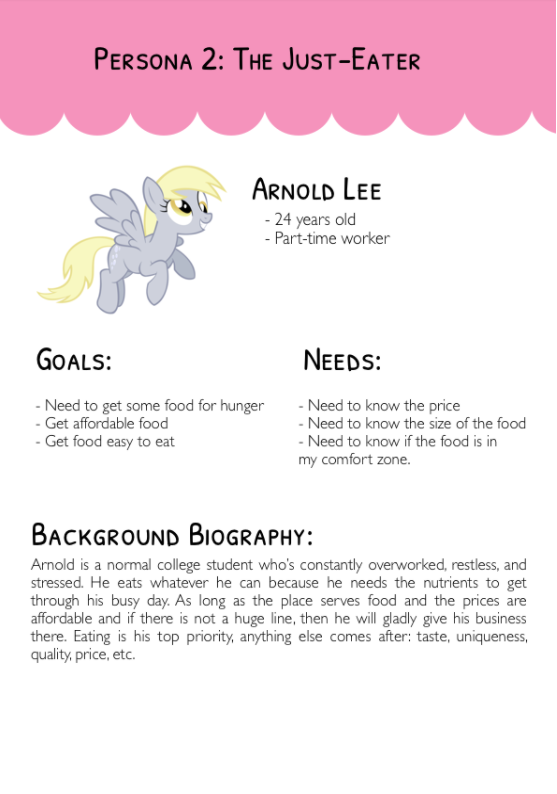 Persona 2: The Just-Eater
Arnold Lee
- 24 years old
- Part-time worker
Goals:
- Need to get some food for hunger
- Get affordable food
- Get food easy to eat
Needs:
- Need to know the price
- Need to know the size of the food
- Need to know if the food is in
my comfort zone.
Background Biography:
Arnold is a normal college student who's constantly overworked, restless, and
stressed. He eats whatever he can because he needs the nutrients to get
through his busy day. As long as the place serves food and the prices are
affordable and if there is not a huge line, then he will gladly give his business
there. Eating is his top priority, anything else comes after: taste, uniqueness,
quality, price, etc.